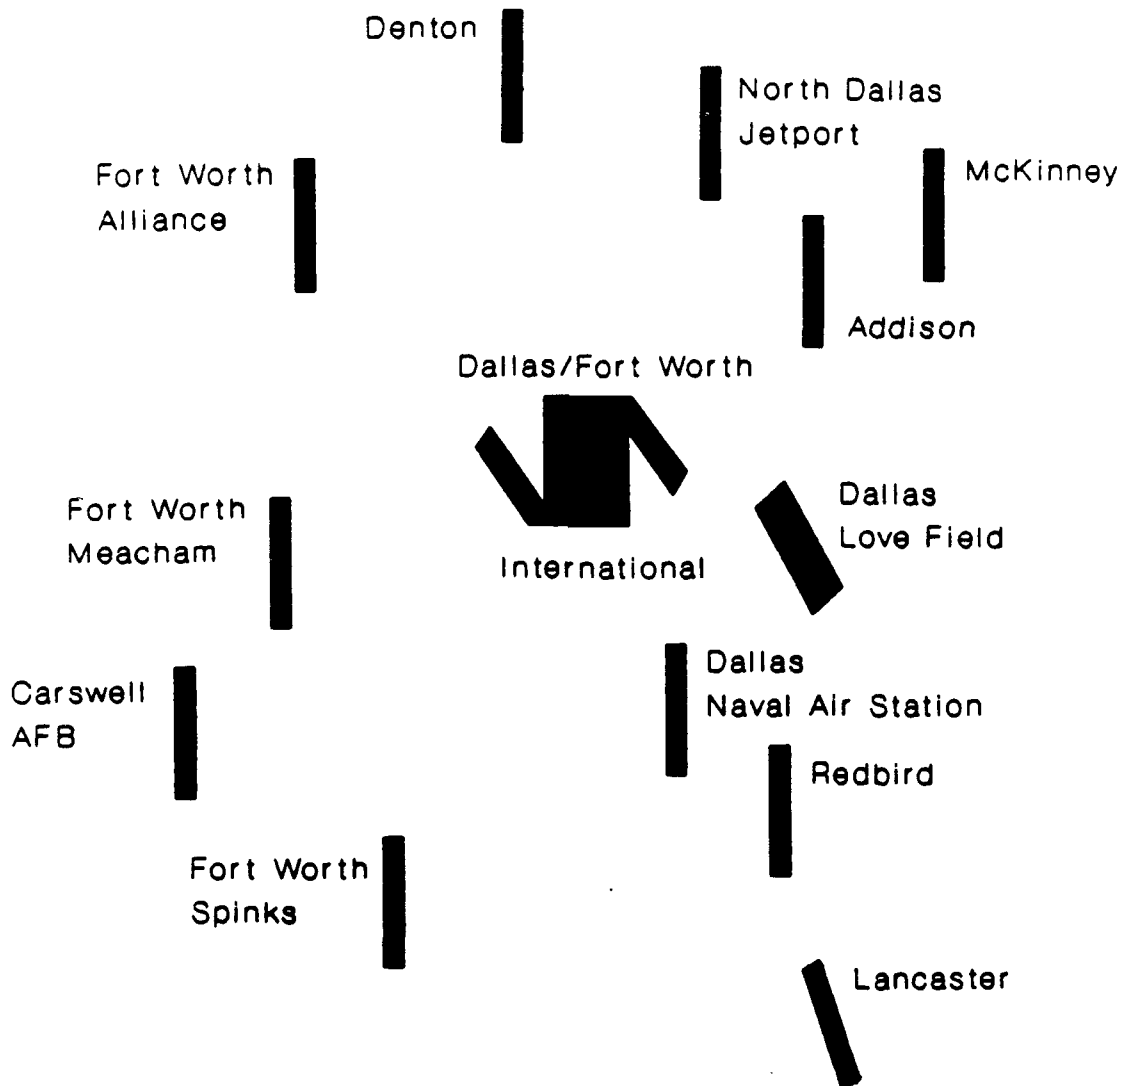 Denton
North Dallas
Jetport
Fort Worth
Alliance
McKinney
Addison
Dallas/Fort Worth
International
Fort Worth
Meacham
Dallas
Love Field
Carswell
AFB
Dallas
Naval Air Station
Redbird
Fort Worth
Spinks
Lancaster